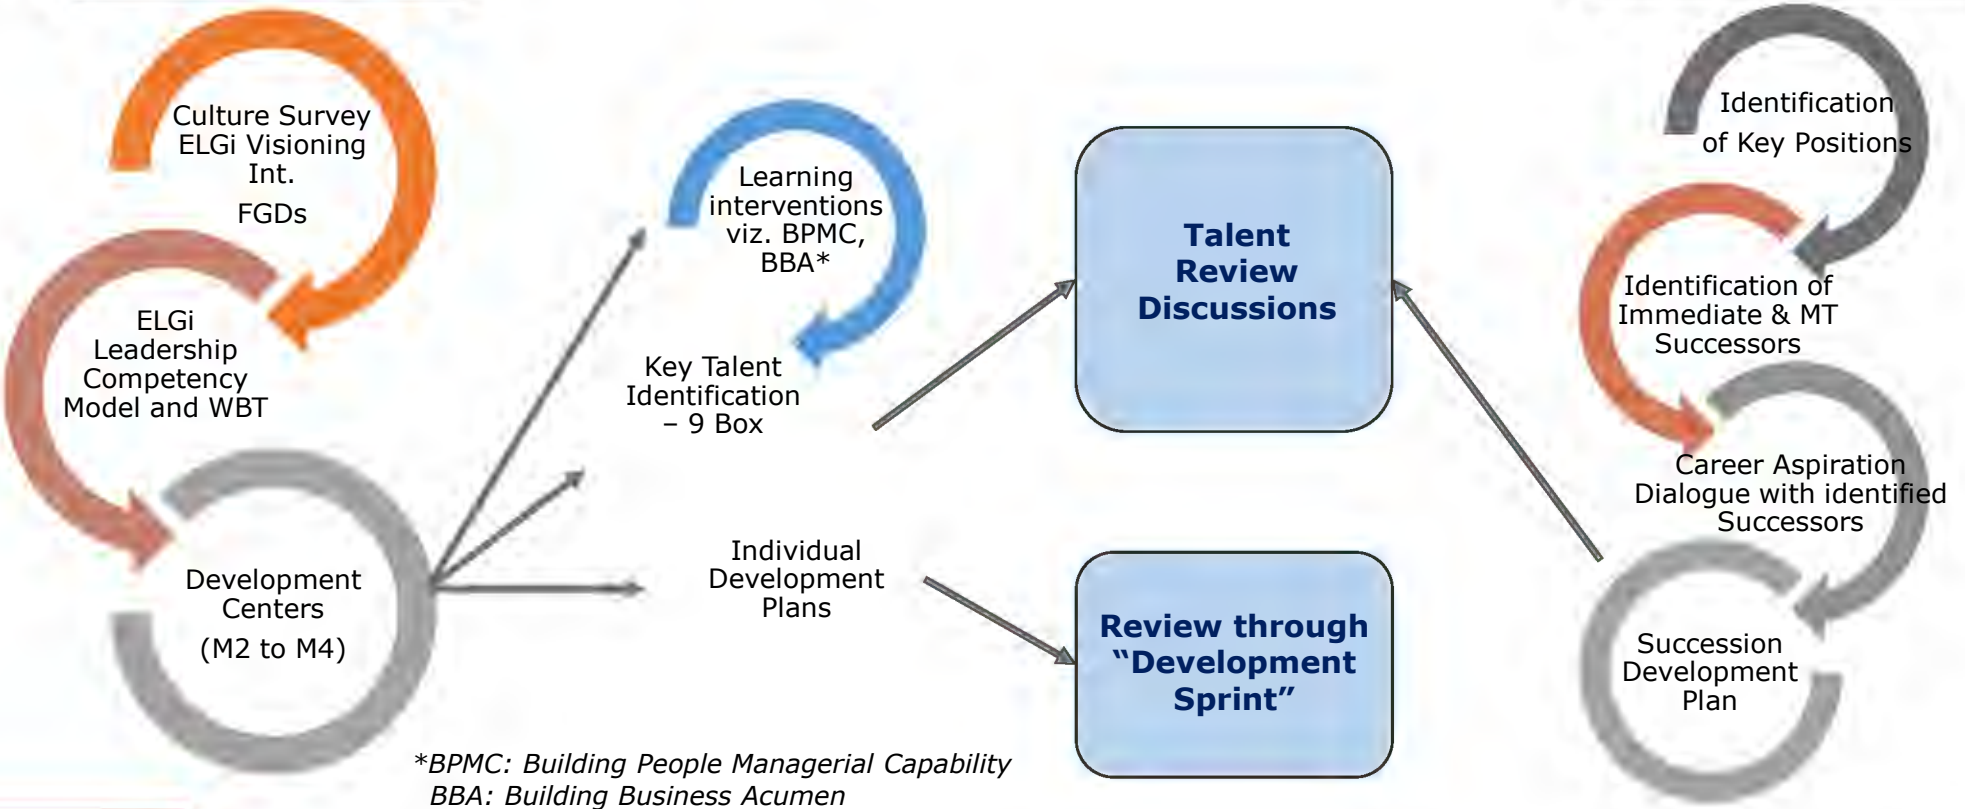 Culture Survey
ELGi Visioning
Int.
FGDs
ELGi
Leadership
Competency
Model and WBT
Development
Centers
(M2 to M4)
Learning
interventions
viz. BPMC,
BBA*
Key Talent
Identification
– 9 Box
Individual
Development
Plans
Talent
Review
Discussions
Review through
“Development
Sprint”
Identification
of Key Positions
Identification of
Immediate & MT
Successors
Career Aspiration
Dialogue with identified
Successors
Succession
Development
Plan
*BPMC: Building People Managerial Capability
BBA: Building Business Acumen